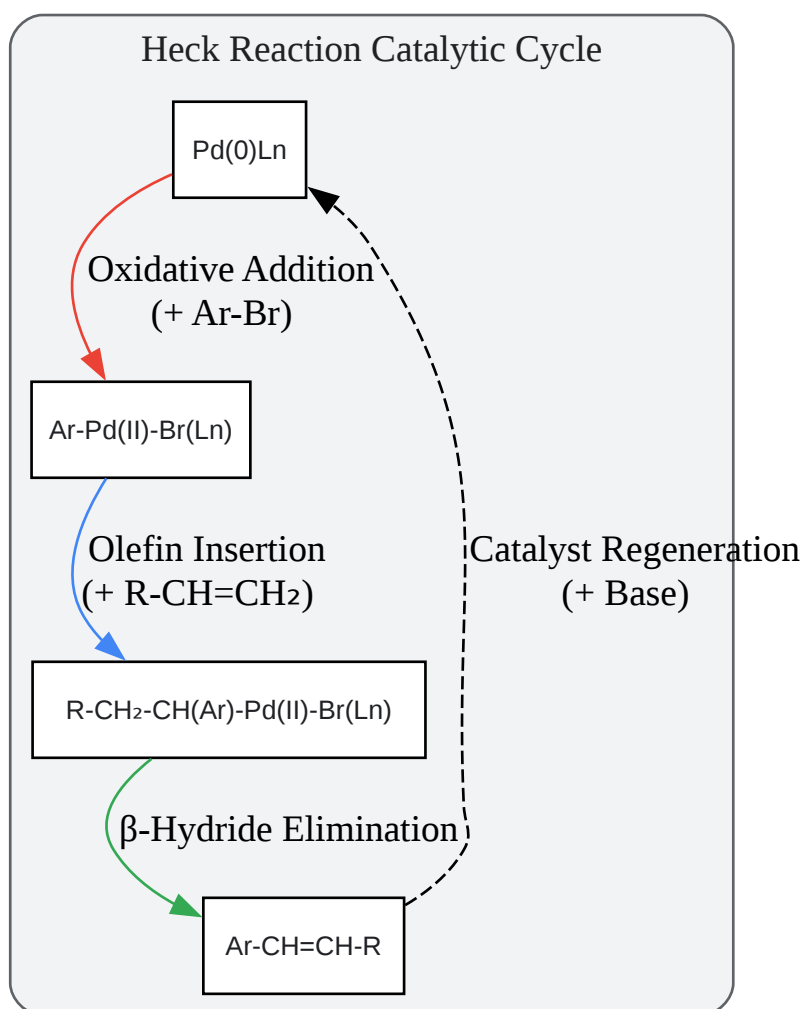 Heck Reaction Catalytic Cycle
Pd(0)Ln
Oxidative Addition
(+ Ar-Br)
Ar-Pd(II)-Br(Ln)
Olefin Insertion
(+ R-CH=CH₂)
Catalyst Regeneration
(+ Base)
R-CH₂-CH(Ar)-Pd(II)-Br(Ln)
β-Hydride Elimination
Ar-CH=CH-R